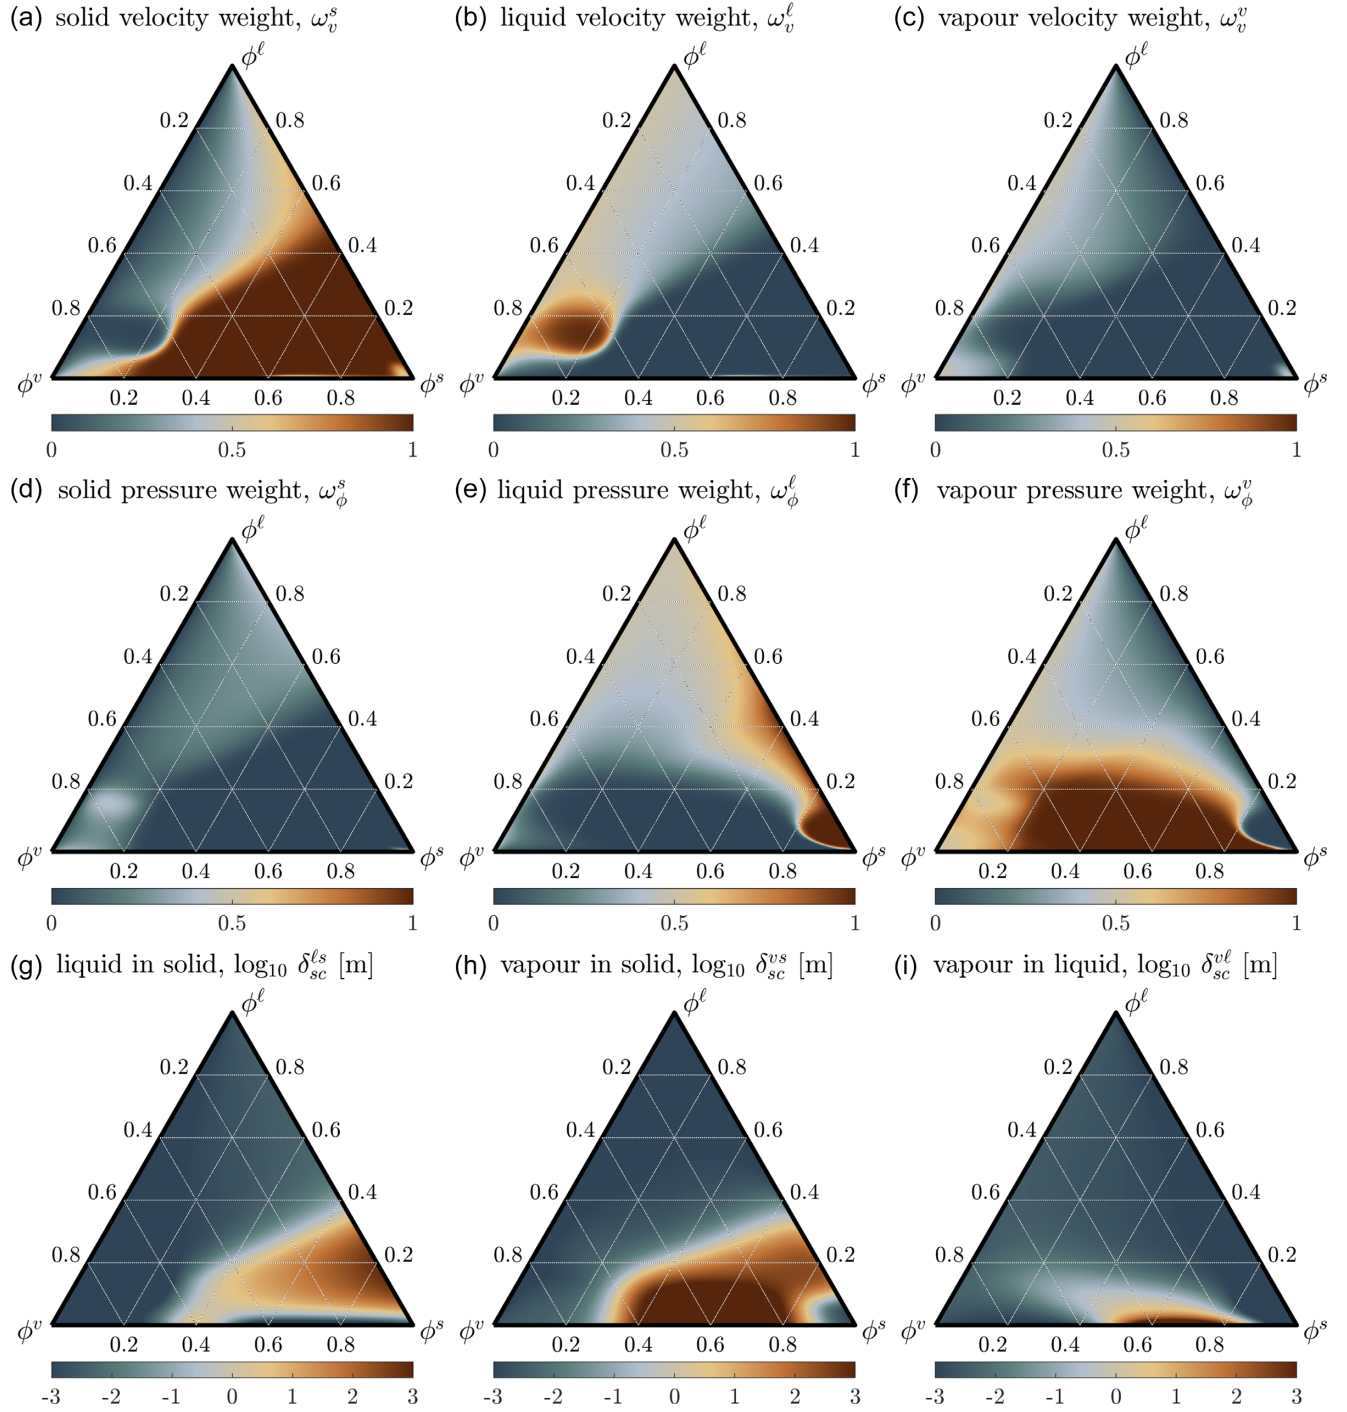 (a) solid velocity weight, ω_v^s (b) liquid velocity weight, ω_v^ℓ (c) vapour velocity weight, ω_v^v
ϕ^ℓ ϕ^ℓ ϕ^ℓ
0.2 0.8 0.2 0.8 0.2 0.8
0.4 0.6 0.4 0.6 0.4 0.6
0.6 0.4 0.6 0.4 0.6 0.4
0.8 0.2 0.8 0.2 0.8 0.2
ϕ^v ϕ^s ϕ^v ϕ^s ϕ^v ϕ^s
0.2 0.4 0.6 0.8 0.2 0.4 0.6 0.8 0.2 0.4 0.6 0.8
0 0.5 1 0 0.5 1 0 0.5 1
(d) solid pressure weight, ω_ϕ^s (e) liquid pressure weight, ω_ϕ^ℓ (f) vapour pressure weight, ω_ϕ^v
ϕ^ℓ ϕ^ℓ ϕ^ℓ
0.2 0.8 0.2 0.8 0.2 0.8
0.4 0.6 0.4 0.6 0.4 0.6
0.6 0.4 0.6 0.4 0.6 0.4
0.8 0.2 0.8 0.2 0.8 0.2
ϕ^v ϕ^s ϕ^v ϕ^s ϕ^v ϕ^s
0.2 0.4 0.6 0.8 0.2 0.4 0.6 0.8 0.2 0.4 0.6 0.8
0 0.5 1 0 0.5 1 0 0.5 1
(g) liquid in solid, log₁₀ δ_sc^ℓs [m] (h) vapour in solid, log₁₀ δ_sc^vs [m] (i) vapour in liquid, log₁₀ δ_sc^vℓ [m]
ϕ^ℓ ϕ^ℓ ϕ^ℓ
0.2 0.8 0.2 0.8 0.2 0.8
0.4 0.6 0.4 0.6 0.4 0.6
0.6 0.4 0.6 0.4 0.6 0.4
0.8 0.2 0.8 0.2 0.8 0.2
ϕ^v ϕ^s ϕ^v ϕ^s ϕ^v ϕ^s
0.2 0.4 0.6 0.8 0.2 0.4 0.6 0.8 0.2 0.4 0.6 0.8
-3 -2 -1 0 1 2 3 -3 -2 -1 0 1 2 3 -3 -2 -1 0 1 2 3